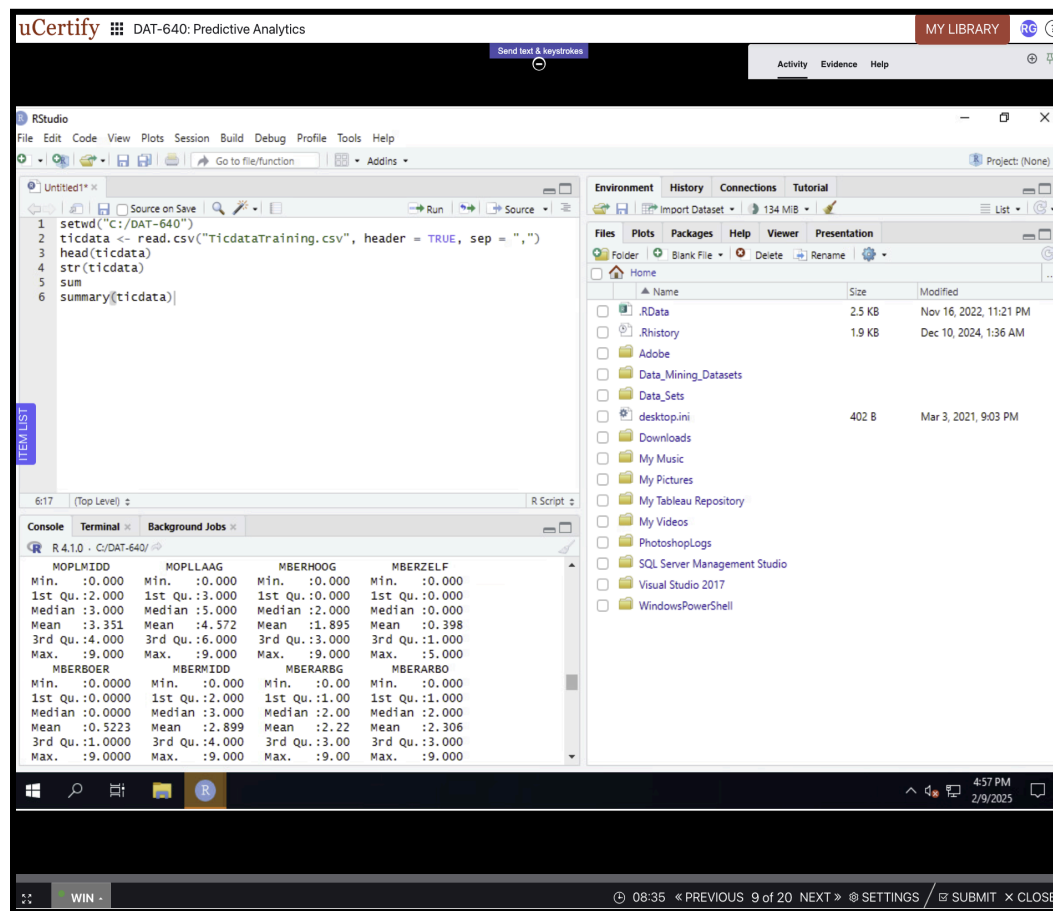 uCertify DAT-640: Predictive Analytics MY LIBRARY RG
Send text & keystrokes
Activity Evidence Help
RStudio
File Edit Code View Plots Session Build Debug Profile Tools Help
Go to file/function Addins Project: (None)
Untitled1*
Source on Save Run Source
1 setwd("C:/DAT-640")
2 ticdata <- read.csv("TicdataTraining.csv", header = TRUE, sep = ",")
3 head(ticdata)
4 str(ticdata)
5 sum
6 summary(ticdata)
6:17 (Top Level) R Script
Console Terminal Background Jobs
R 4.1.0 · C:/DAT-640/
MOPLMIDD MOPLLAAG MBERHOOG MBERZELF
Min. :0.000 Min. :0.000 Min. :0.000 Min. :0.000
1st Qu.:2.000 1st Qu.:3.000 1st Qu.:0.000 1st Qu.:0.000
Median :3.000 Median :5.000 Median :2.000 Median :0.000
Mean :3.351 Mean :4.572 Mean :1.895 Mean :0.398
3rd Qu.:4.000 3rd Qu.:6.000 3rd Qu.:3.000 3rd Qu.:1.000
Max. :9.000 Max. :9.000 Max. :9.000 Max. :5.000
MBERBOER MBERMIDD MBERARBG MBERARBO
Min. :0.0000 Min. :0.000 Min. :0.00 Min. :0.000
1st Qu.:0.0000 1st Qu.:2.000 1st Qu.:1.00 1st Qu.:1.000
Median :0.0000 Median :3.000 Median :2.00 Median :2.000
Mean :0.5223 Mean :2.899 Mean :2.22 Mean :2.306
3rd Qu.:1.0000 3rd Qu.:4.000 3rd Qu.:3.00 3rd Qu.:3.000
Max. :9.0000 Max. :9.000 Max. :9.00 Max. :9.000
Environment History Connections Tutorial
Import Dataset 134 MiB List
Files Plots Packages Help Viewer Presentation
Folder Blank File Delete Rename
Home
Name Size Modified
.RData 2.5 KB Nov 16, 2022, 11:21 PM
.Rhistory 1.9 KB Dec 10, 2024, 1:36 AM
Adobe
Data_Mining_Datasets
Data_Sets
desktop.ini 402 B Mar 3, 2021, 9:03 PM
Downloads
My Music
My Pictures
My Tableau Repository
My Videos
PhotoshopLogs
SQL Server Management Studio
Visual Studio 2017
WindowsPowerShell
ITEM LIST
4:57 PM
2/9/2025
WIN 08:35 « PREVIOUS 9 of 20 NEXT » SETTINGS SUBMIT × CLOSE